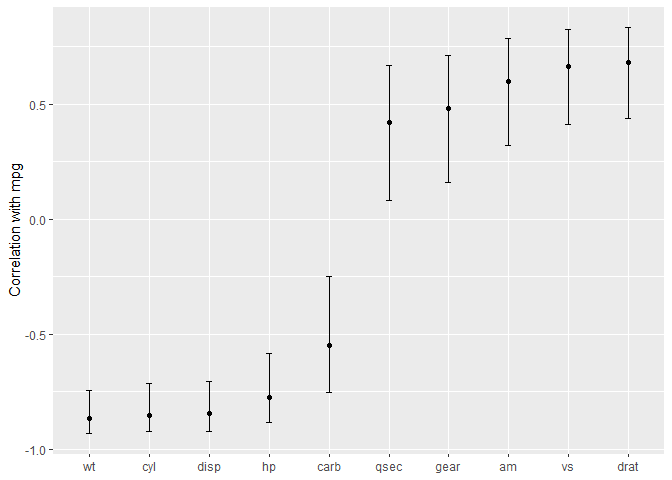 Correlation with mpg
0.5
0.0
-0.5
-1.0
wt cyl disp hp carb qsec gear am vs drat